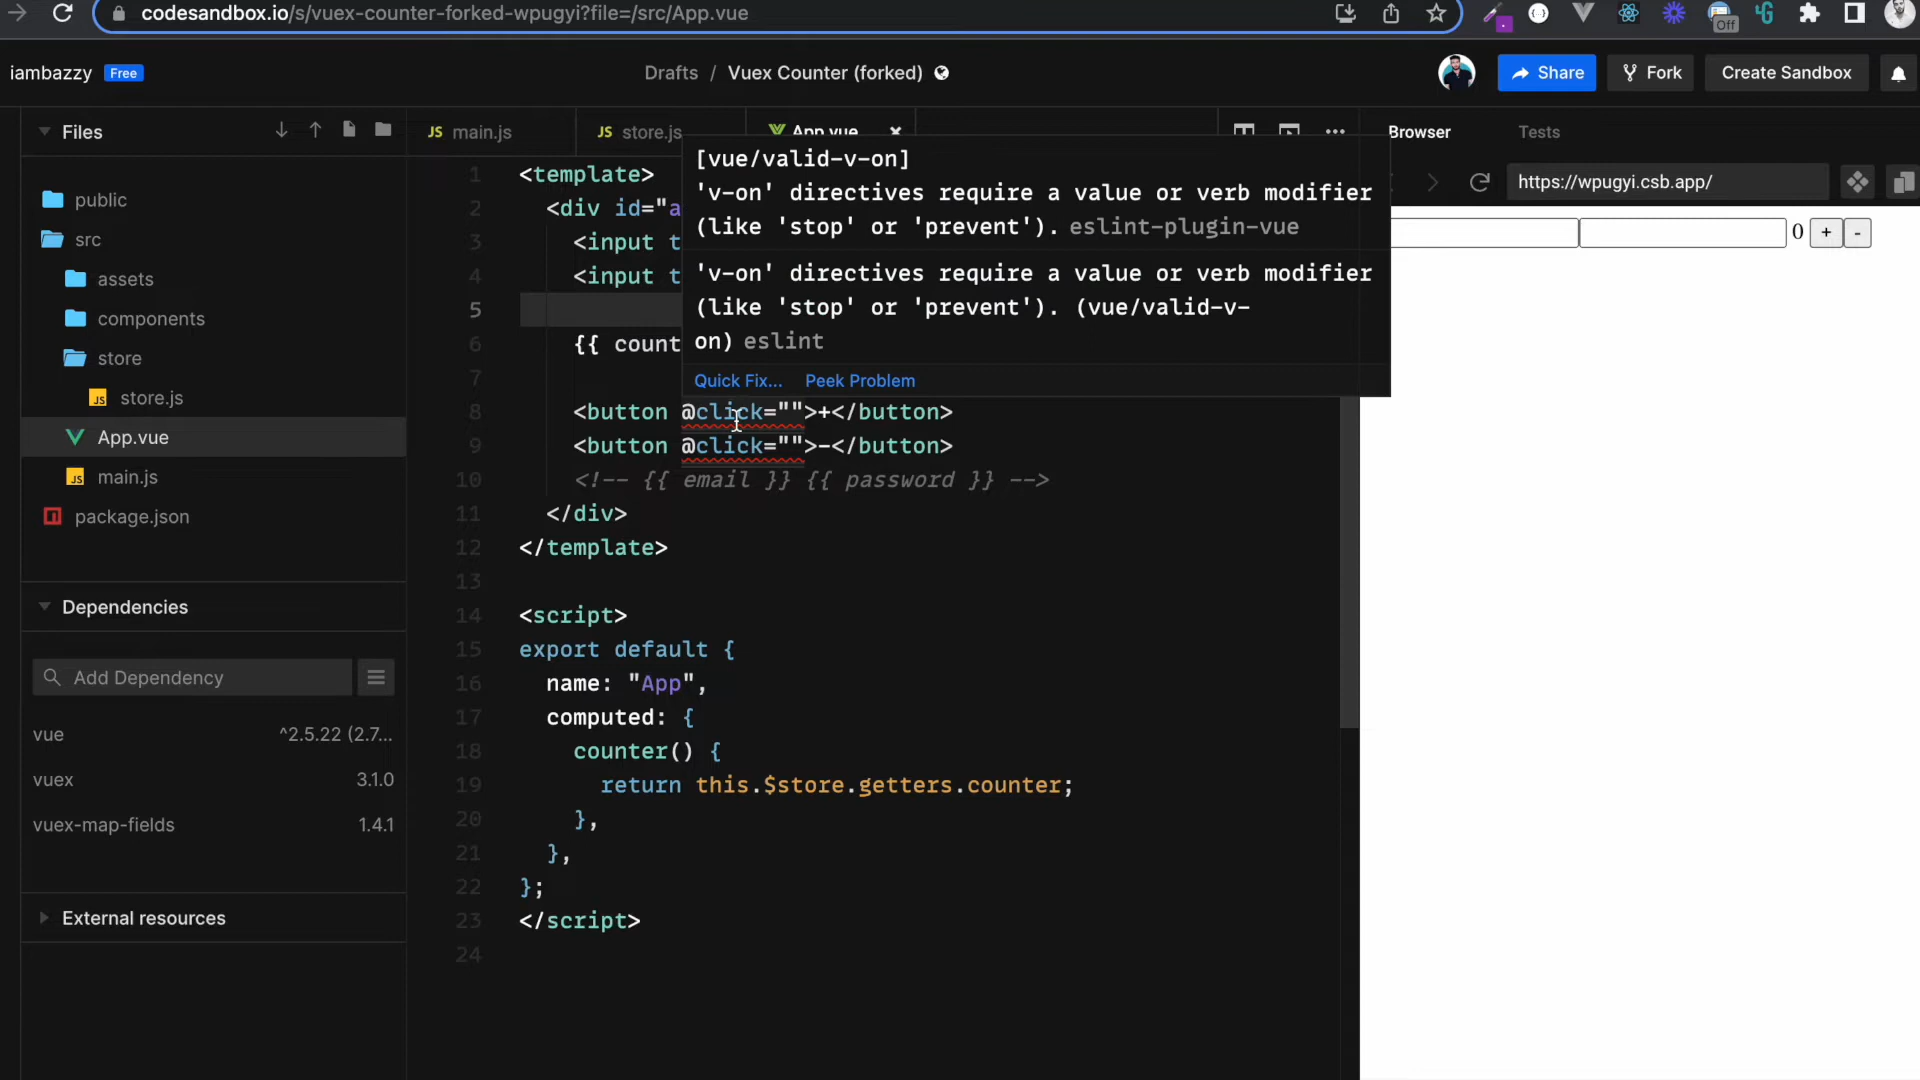 codesandbox.io/s/vuex-counter-forked-wpugyi?file=/src/App.vue
Off
iambazzy Free
Drafts / Vuex Counter (forked)
Share
Fork
Create Sandbox
Files
JS main.js
JS store.js
App.vue
Browser
Tests
https://wpugyi.csb.app/
0 + -
public
src
assets
components
store
JS store.js
App.vue
JS main.js
package.json
Dependencies
Add Dependency
vue ^2.5.22 (2.7...
vuex 3.1.0
vuex-map-fields 1.4.1
External resources
[vue/valid-v-on]
'v-on' directives require a value or verb modifier
(like 'stop' or 'prevent'). eslint-plugin-vue
'v-on' directives require a value or verb modifier
(like 'stop' or 'prevent'). (vue/valid-v-
on) eslint
Quick Fix... Peek Problem
1 <template>
2 <div id="a
3 <input t
4 <input t
5
6 {{ count
7
8 <button @click="">+</button>
9 <button @click="">-</button>
10 <!-- {{ email }} {{ password }} -->
11 </div>
12 </template>
13
14 <script>
15 export default {
16 name: "App",
17 computed: {
18 counter() {
19 return this.$store.getters.counter;
20 },
21 },
22 };
23 </script>
24